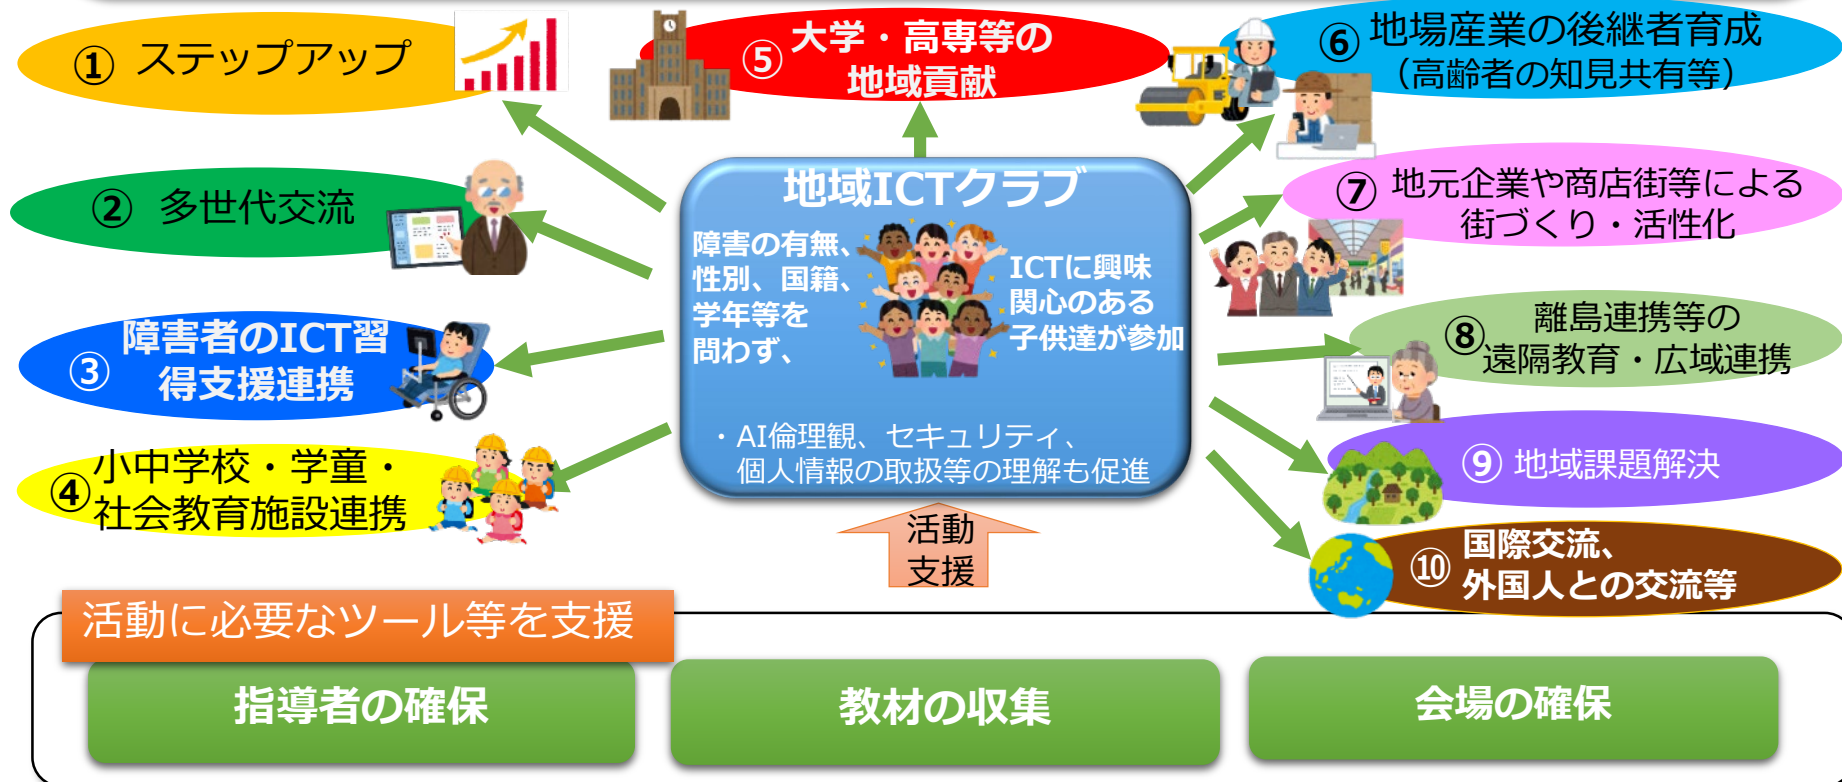 ① ステップアップ
② 多世代交流
③ 障害者のICT習
得支援連携
④ 小中学校・学童・
社会教育施設連携
⑤ 大学・高専等の
地域貢献
⑥ 地場産業の後継者育成
（高齢者の知見共有等）
⑦ 地元企業や商店街等による
街づくり・活性化
⑧ 離島連携等の
遠隔教育・広域連携
⑨ 地域課題解決
⑩ 国際交流、
外国人との交流等
地域ICTクラブ
障害の有無、
性別、国籍、
学年等を
問わず、
ICTに興味
関心のある
子供達が参加
・AI倫理観、セキュリティ、
個人情報の取扱等の理解も促進
活動
支援
活動に必要なツール等を支援
指導者の確保
教材の収集
会場の確保